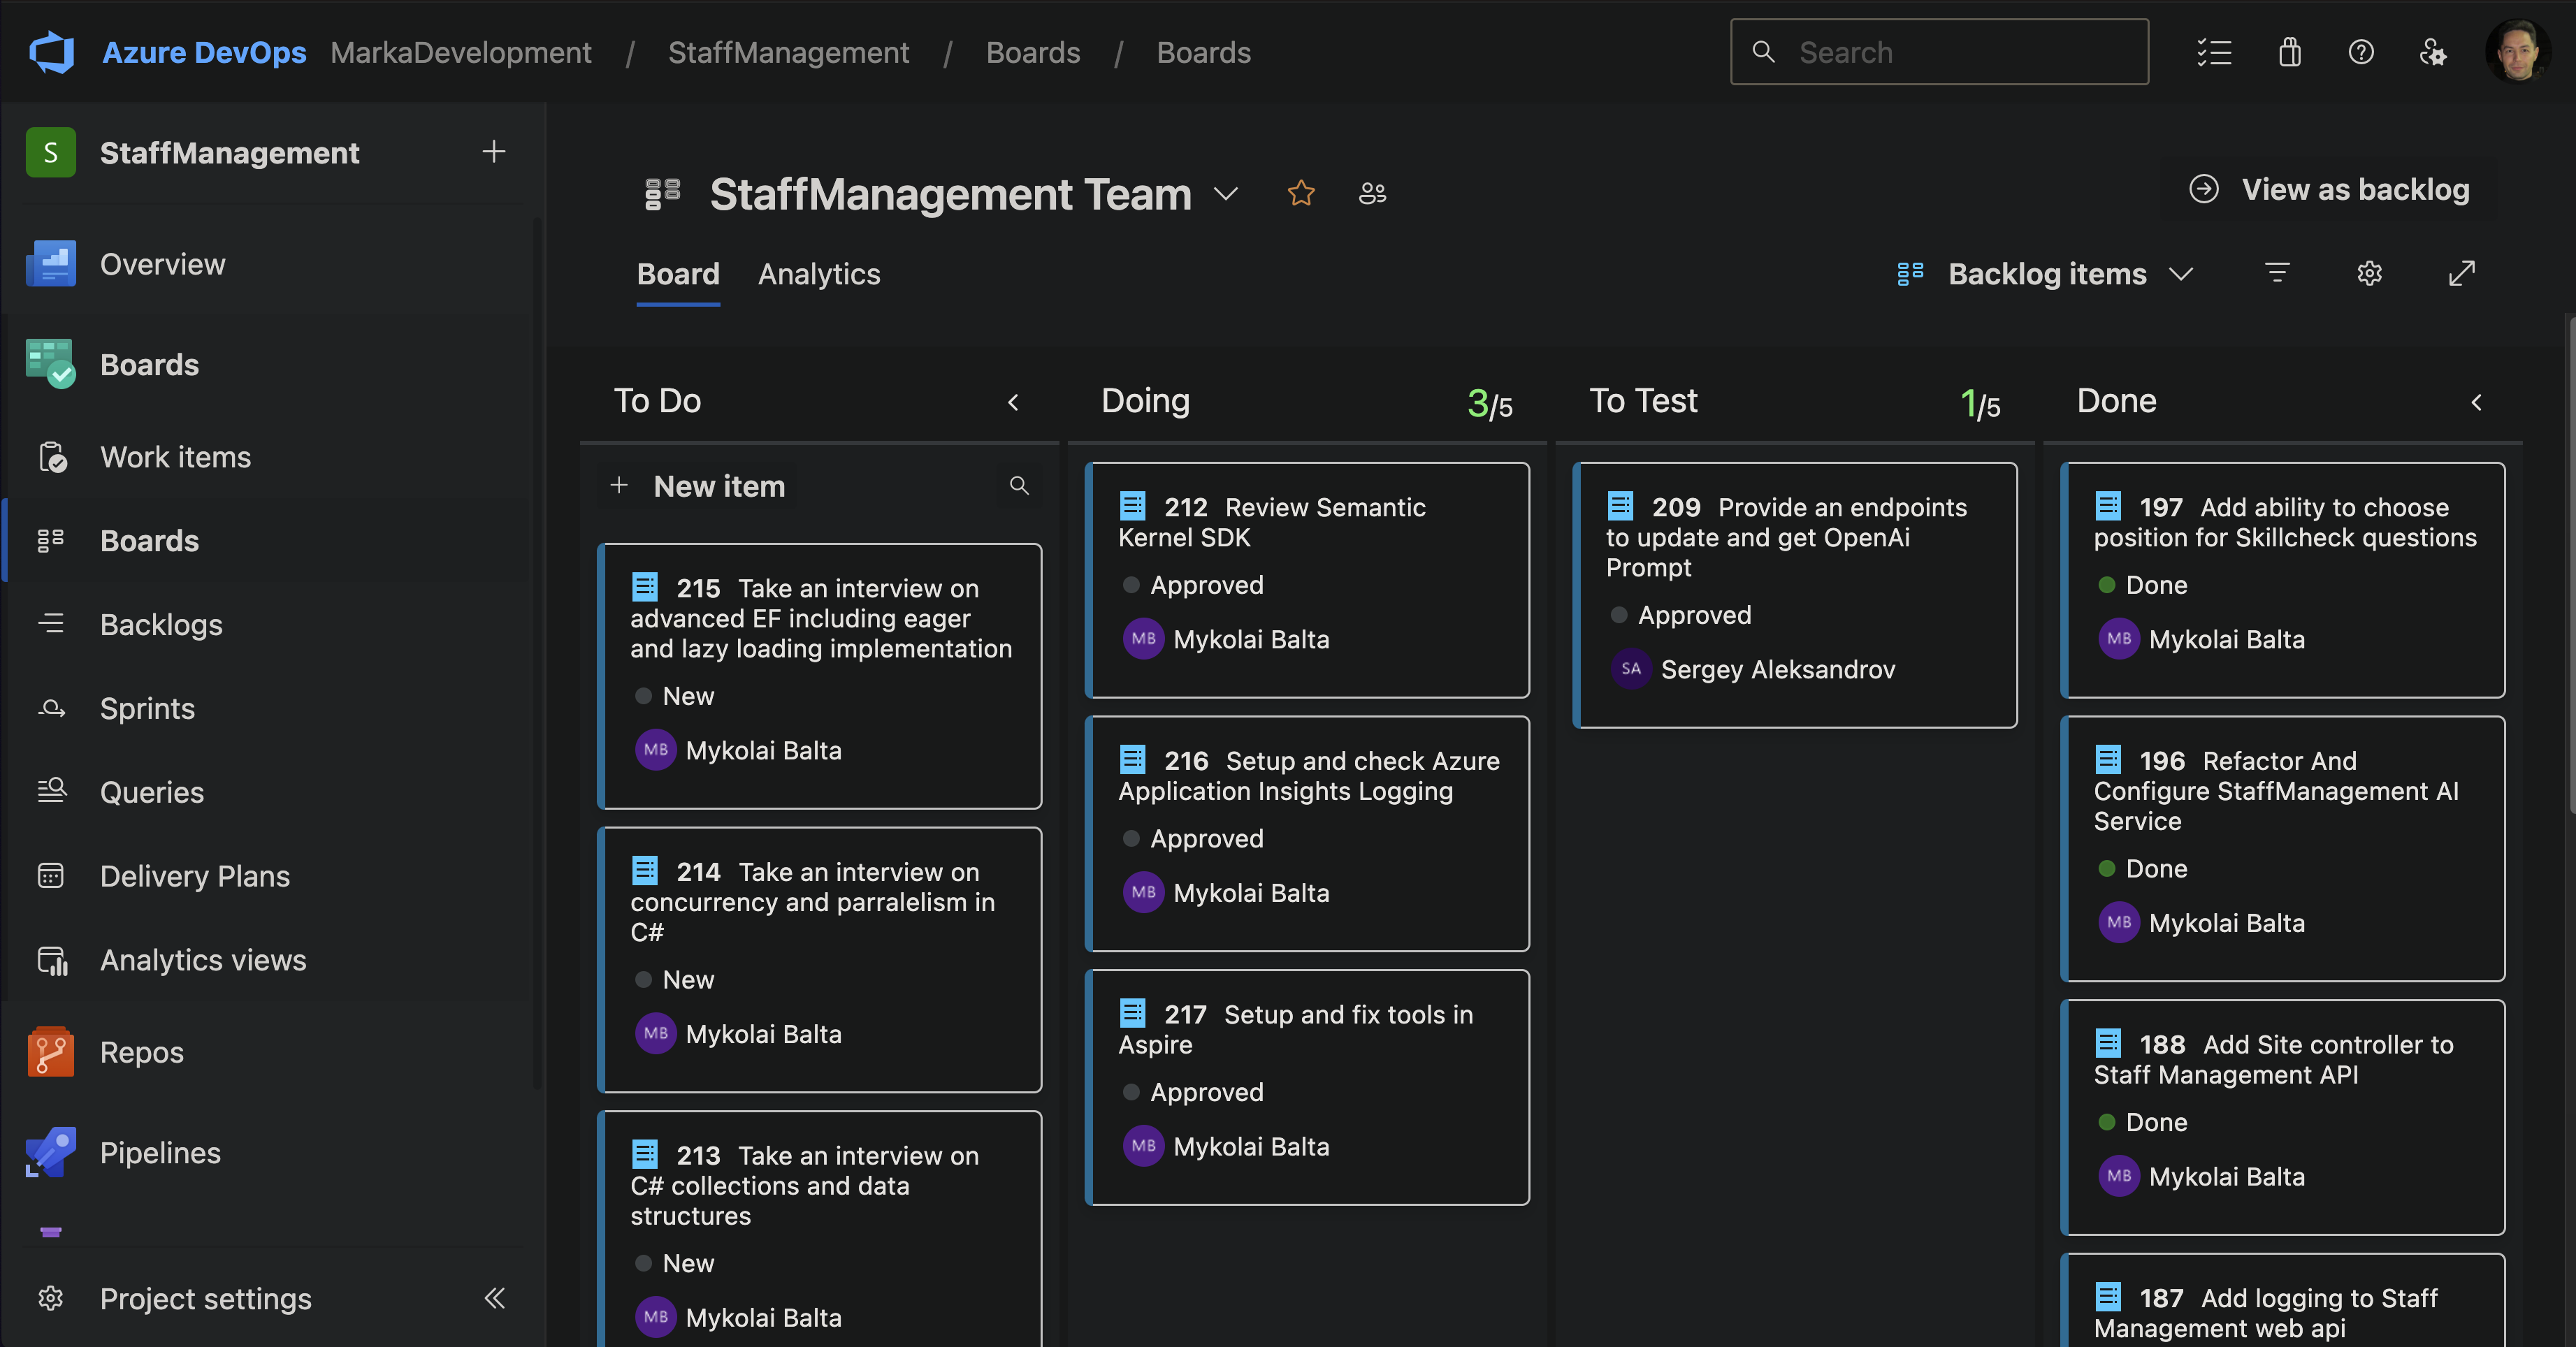 Azure DevOps MarkaDevelopment / StaffManagement / Boards / Boards
Search
S StaffManagement
Overview
Boards
Work items
Boards
Backlogs
Sprints
Queries
Delivery Plans
Analytics views
Repos
Pipelines
Project settings
StaffManagement Team
View as backlog
Board Analytics
Backlog items
To Do
New item
215 Take an interview on
advanced EF including eager
and lazy loading implementation
New
MB Mykolai Balta
214 Take an interview on
concurrency and parralelism in
C#
New
MB Mykolai Balta
213 Take an interview on
C# collections and data
structures
New
MB Mykolai Balta
Doing 3/5
212 Review Semantic
Kernel SDK
Approved
MB Mykolai Balta
216 Setup and check Azure
Application Insights Logging
Approved
MB Mykolai Balta
217 Setup and fix tools in
Aspire
Approved
MB Mykolai Balta
To Test 1/5
209 Provide an endpoints
to update and get OpenAi
Prompt
Approved
SA Sergey Aleksandrov
Done
197 Add ability to choose
position for Skillcheck questions
Done
MB Mykolai Balta
196 Refactor And
Configure StaffManagement AI
Service
Done
MB Mykolai Balta
188 Add Site controller to
Staff Management API
Done
MB Mykolai Balta
187 Add logging to Staff
Management web api